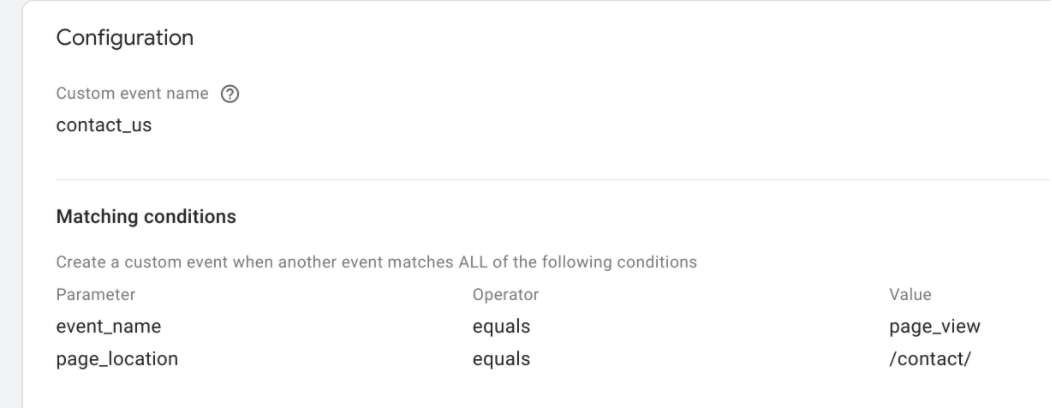 Configuration
Custom event name ?
contact_us
Matching conditions
Create a custom event when another event matches ALL of the following conditions
Parameter Operator Value
event_name equals page_view
page_location equals /contact/